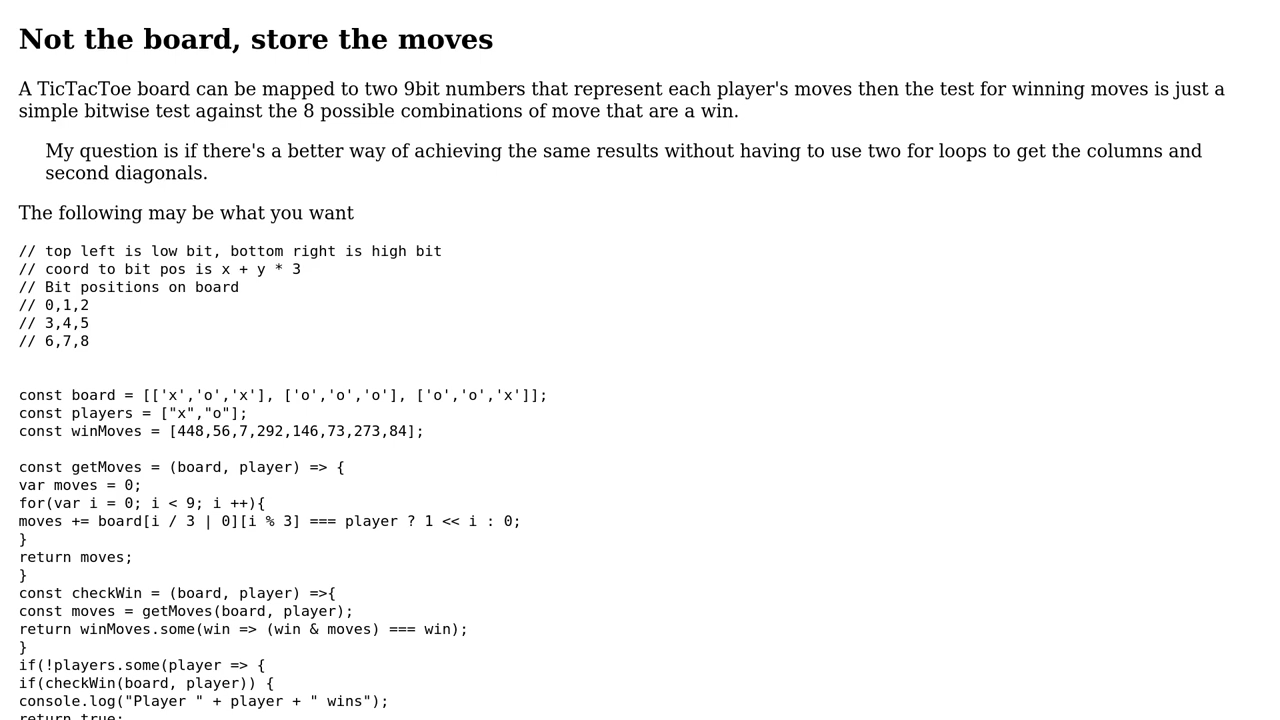 Not the board, store the moves
A TicTacToe board can be mapped to two 9bit numbers that represent each player's moves then the test for winning moves is just a
simple bitwise test against the 8 possible combinations of move that are a win.
My question is if there's a better way of achieving the same results without having to use two for loops to get the columns and
second diagonals.
The following may be what you want
// top left is low bit, bottom right is high bit
// coord to bit pos is x + y * 3
// Bit positions on board
// 0,1,2
// 3,4,5
// 6,7,8
const board = [['x','o','x'], ['o','o','o'], ['o','o','x']];
const players = ["x","o"];
const winMoves = [448,56,7,292,146,73,273,84];
const getMoves = (board, player) => {
var moves = 0;
for(var i = 0; i < 9; i ++){
moves += board[i / 3 | 0][i % 3] === player ? 1 << i : 0;
}
return moves;
}
const checkWin = (board, player) =>{
const moves = getMoves(board, player);
return winMoves.some(win => (win & moves) === win);
}
if(!players.some(player => {
if(checkWin(board, player)) {
console.log("Player " + player + " wins");
return true;